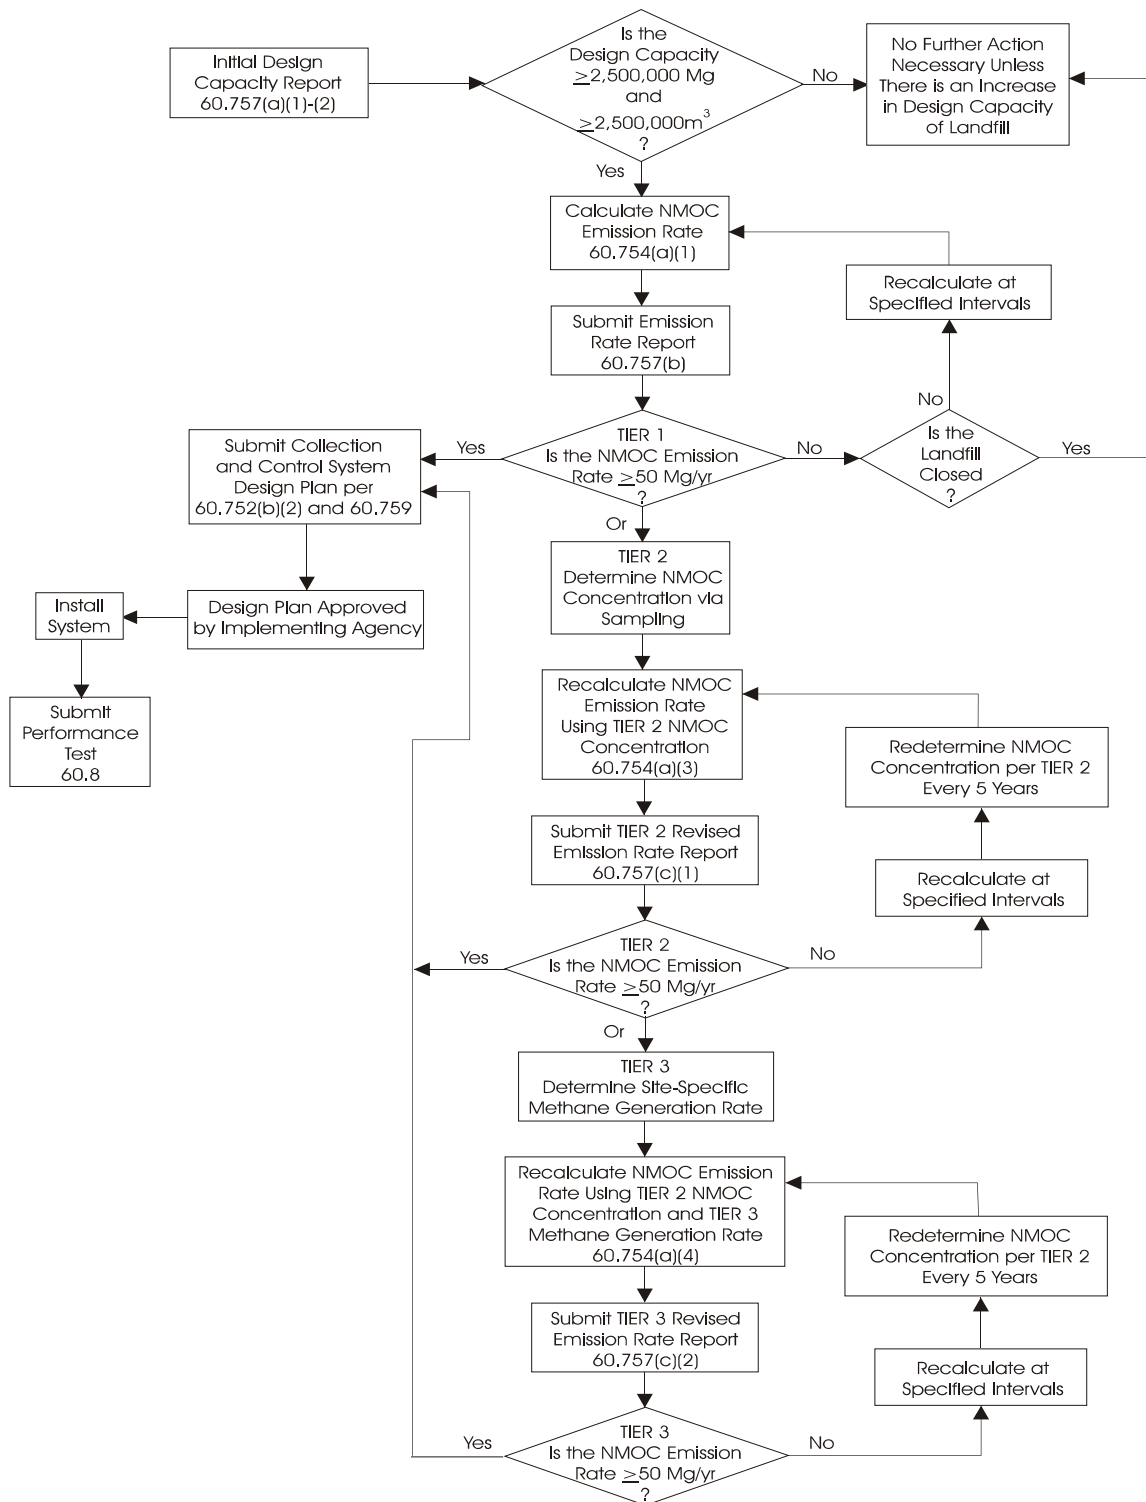 Initial Design
Capacity Report
60.757(a)(1)-(2)
Is the
Design Capacity
≥2,500,000 Mg
and
≥2,500,000m³
?
No
No Further Action
Necessary Unless
There is an Increase
in Design Capacity
of Landfill
Yes
Calculate NMOC
Emission Rate
60.754(a)(1)
Recalculate at
Specified Intervals
Submit Emission
Rate Report
60.757(b)
No
Submit Collection
and Control System
Design Plan per
60.752(b)(2) and 60.759
Yes
TIER 1
Is the NMOC Emission
Rate ≥50 Mg/yr
?
No
Is the
Landfill
Closed
?
Yes
Or
TIER 2
Determine NMOC
Concentration via
Sampling
Install
System
Design Plan Approved
by Implementing Agency
Submit
Performance
Test
60.8
Recalculate NMOC
Emission Rate
Using TIER 2 NMOC
Concentration
60.754(a)(3)
Redetermine NMOC
Concentration per TIER 2
Every 5 Years
Submit TIER 2 Revised
Emission Rate Report
60.757(c)(1)
Recalculate at
Specified Intervals
Yes
TIER 2
Is the NMOC Emission
Rate ≥50 Mg/yr
?
No
Or
TIER 3
Determine Site-Specific
Methane Generation Rate
Recalculate NMOC Emission
Rate Using TIER 2 NMOC
Concentration and TIER 3
Methane Generation Rate
60.754(a)(4)
Redetermine NMOC
Concentration per TIER 2
Every 5 Years
Submit TIER 3 Revised
Emission Rate Report
60.757(c)(2)
Recalculate at
Specified Intervals
Yes
TIER 3
Is the NMOC Emission
Rate ≥50 Mg/yr
?
No